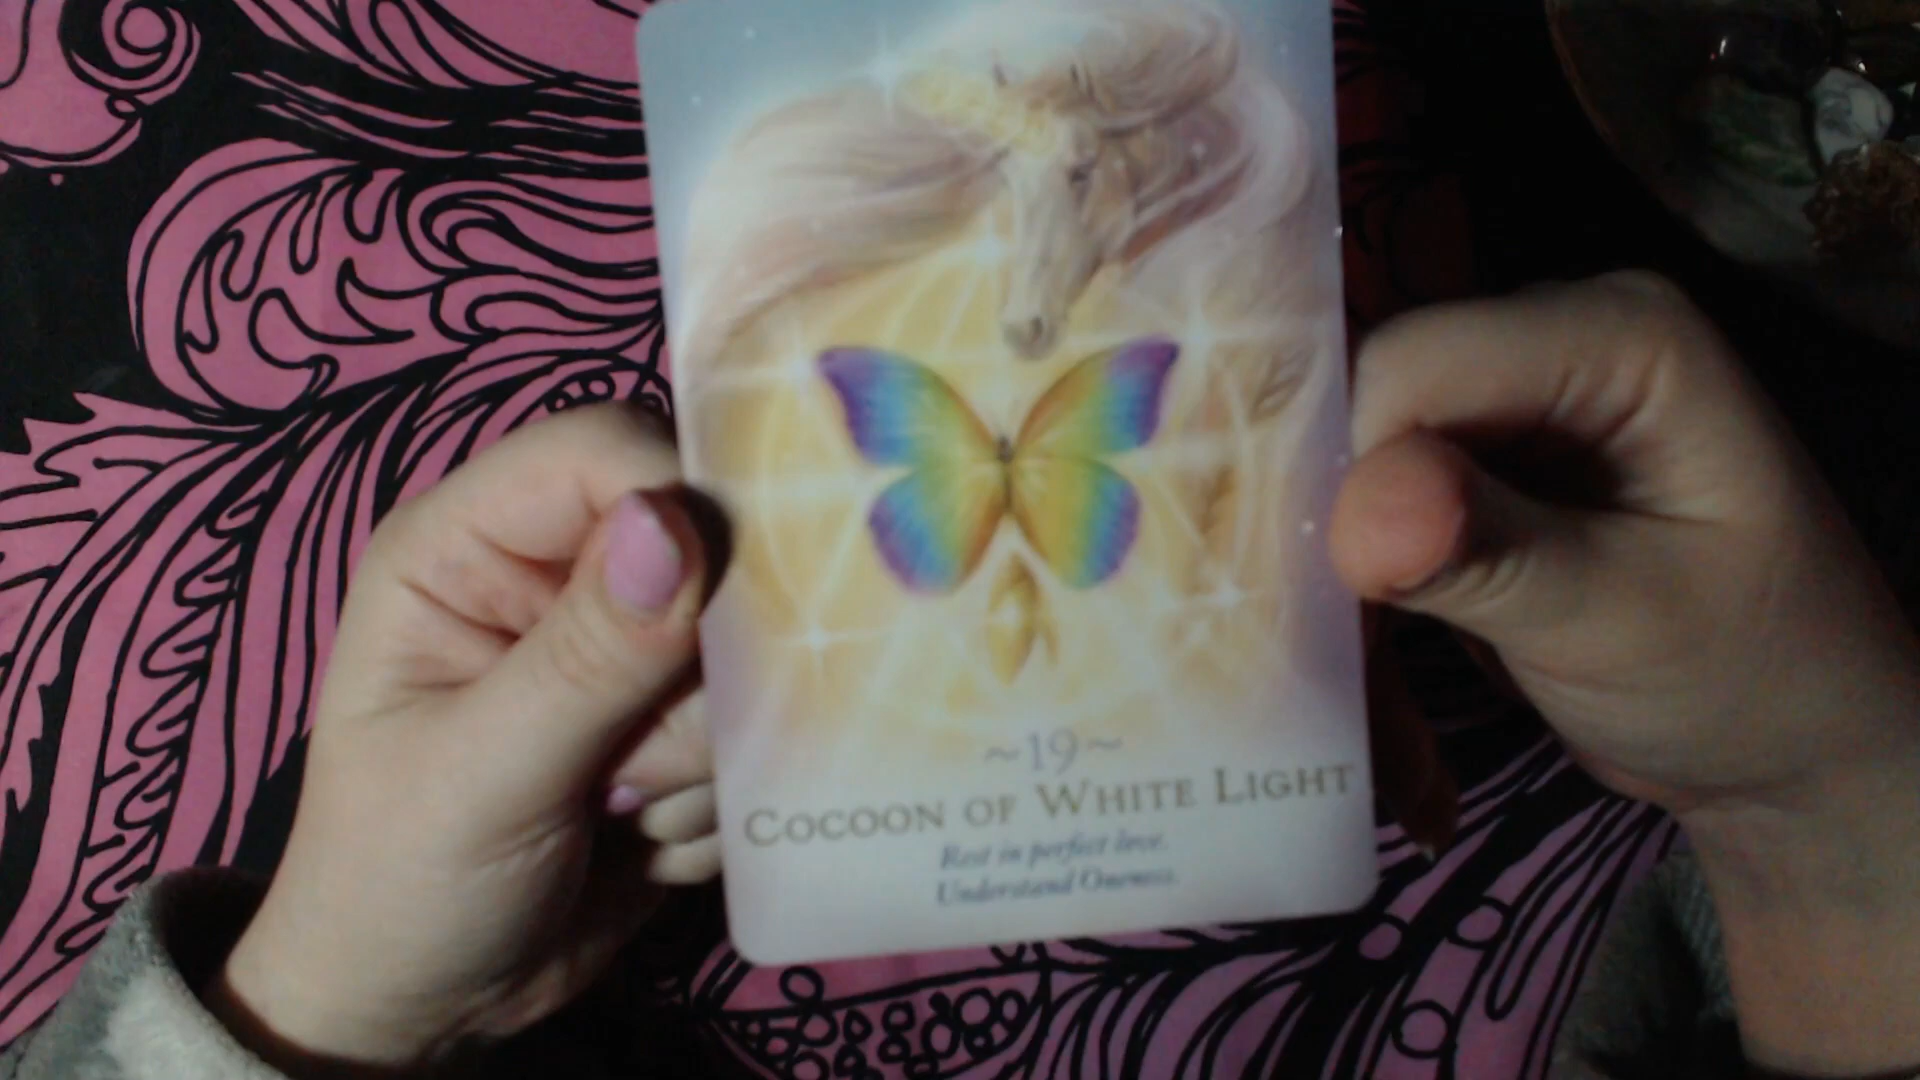 ~19~
COCOON OF WHITE LIGHT
Rest in perfect love.
Understand Oneness.